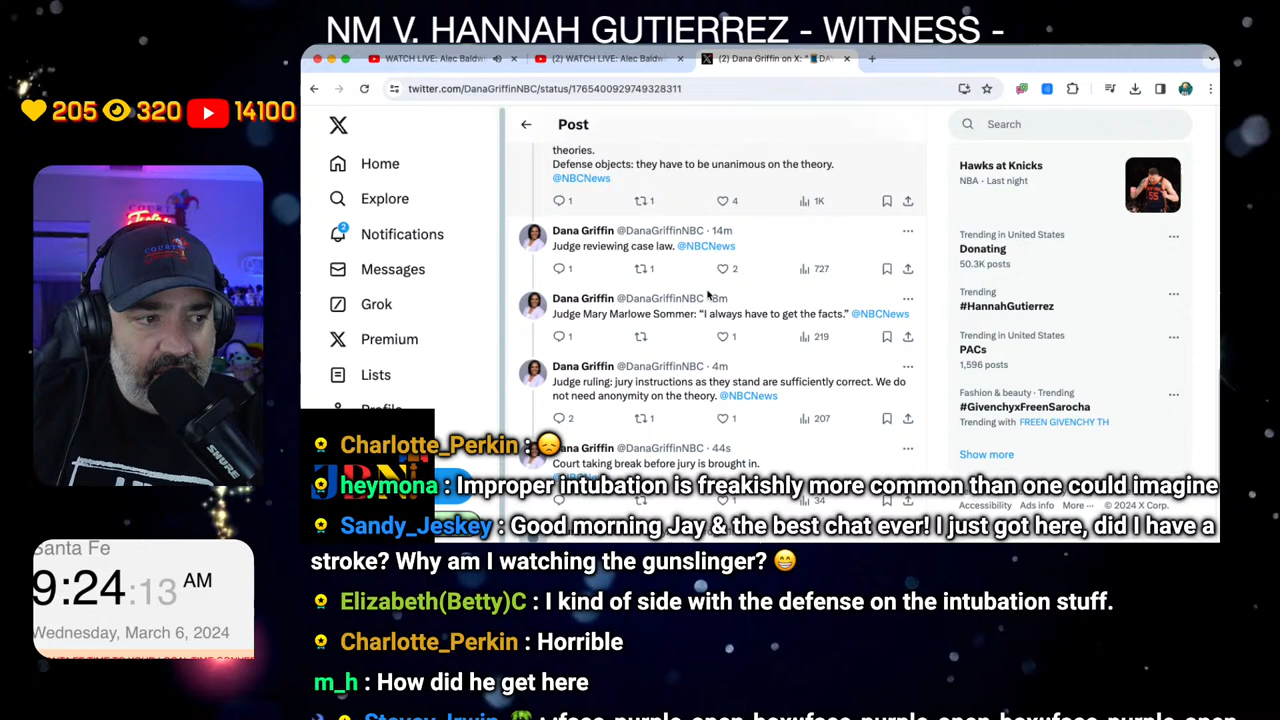 NM V. HANNAH GUTIERREZ - WITNESS -
205 320 14100
WATCH LIVE: Alec Baldw
(2) WATCH LIVE: Alec Baldw
(2) Dana Griffin on X: "
twitter.com/DanaGriffinNBC/status/1765400929749328311
Home
Explore
2
Notifications
Messages
Grok
Premium
Lists
Profile
Post
theories.
Defense objects: they have to be unanimous on the theory.
@NBCNews
1 1 4 1K
Dana Griffin @DanaGriffinNBC · 14m
Judge reviewing case law. @NBCNews
1 1 2 727
Dana Griffin @DanaGriffinNBC · 8m
Judge Mary Marlowe Sommer: “I always have to get the facts.” @NBCNews
1 1 219
Dana Griffin @DanaGriffinNBC · 4m
Judge ruling: jury instructions as they stand are sufficiently correct. We do
not need anonymity on the theory. @NBCNews
2 1 1 207
Dana Griffin @DanaGriffinNBC · 44s
Court taking break before jury is brought in.
34
Search
Hawks at Knicks
NBA · Last night
Trending in United States
Donating
50.3K posts
Trending
#HannahGutierrez
Trending in United States
PACs
1,596 posts
Fashion & beauty · Trending
#GivenchyxFreenSarocha
Trending with FREEN GIVENCHY TH
Show more
Accessibility Ads info More ··· © 2024 X Corp.
Charlotte_Perkin : 😞
heymona : Improper intubation is freakishly more common than one could imagine
Sandy_Jeskey : Good morning Jay & the best chat ever! I just got here, did I have a
stroke? Why am I watching the gunslinger? 😁
Elizabeth(Betty)C : I kind of side with the defense on the intubation stuff.
Charlotte_Perkin : Horrible
m_h : How did he get here
Santa Fe
9:24:13 AM
Wednesday, March 6, 2024